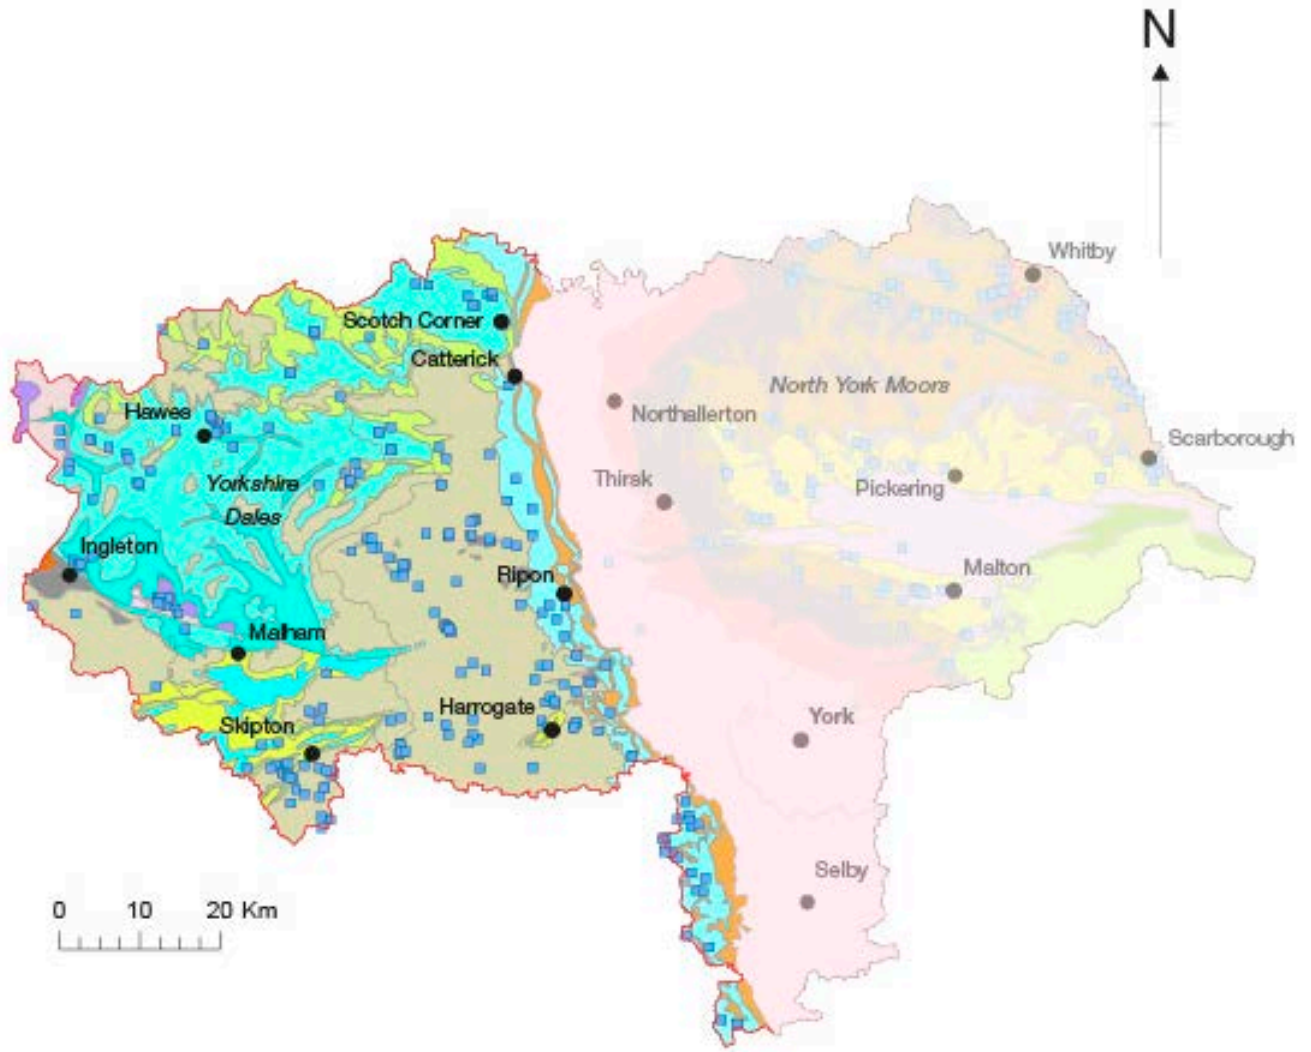 N
Whitby
Scotch Corner
Catterick
North York Moors
Hawes
Northallerton
Scarborough
Yorkshire
Dales
Thirsk
Pickering
Ingleton
Ripon
Malton
Malham
Harrogate
Skipton
York
Selby
0 10 20 Km